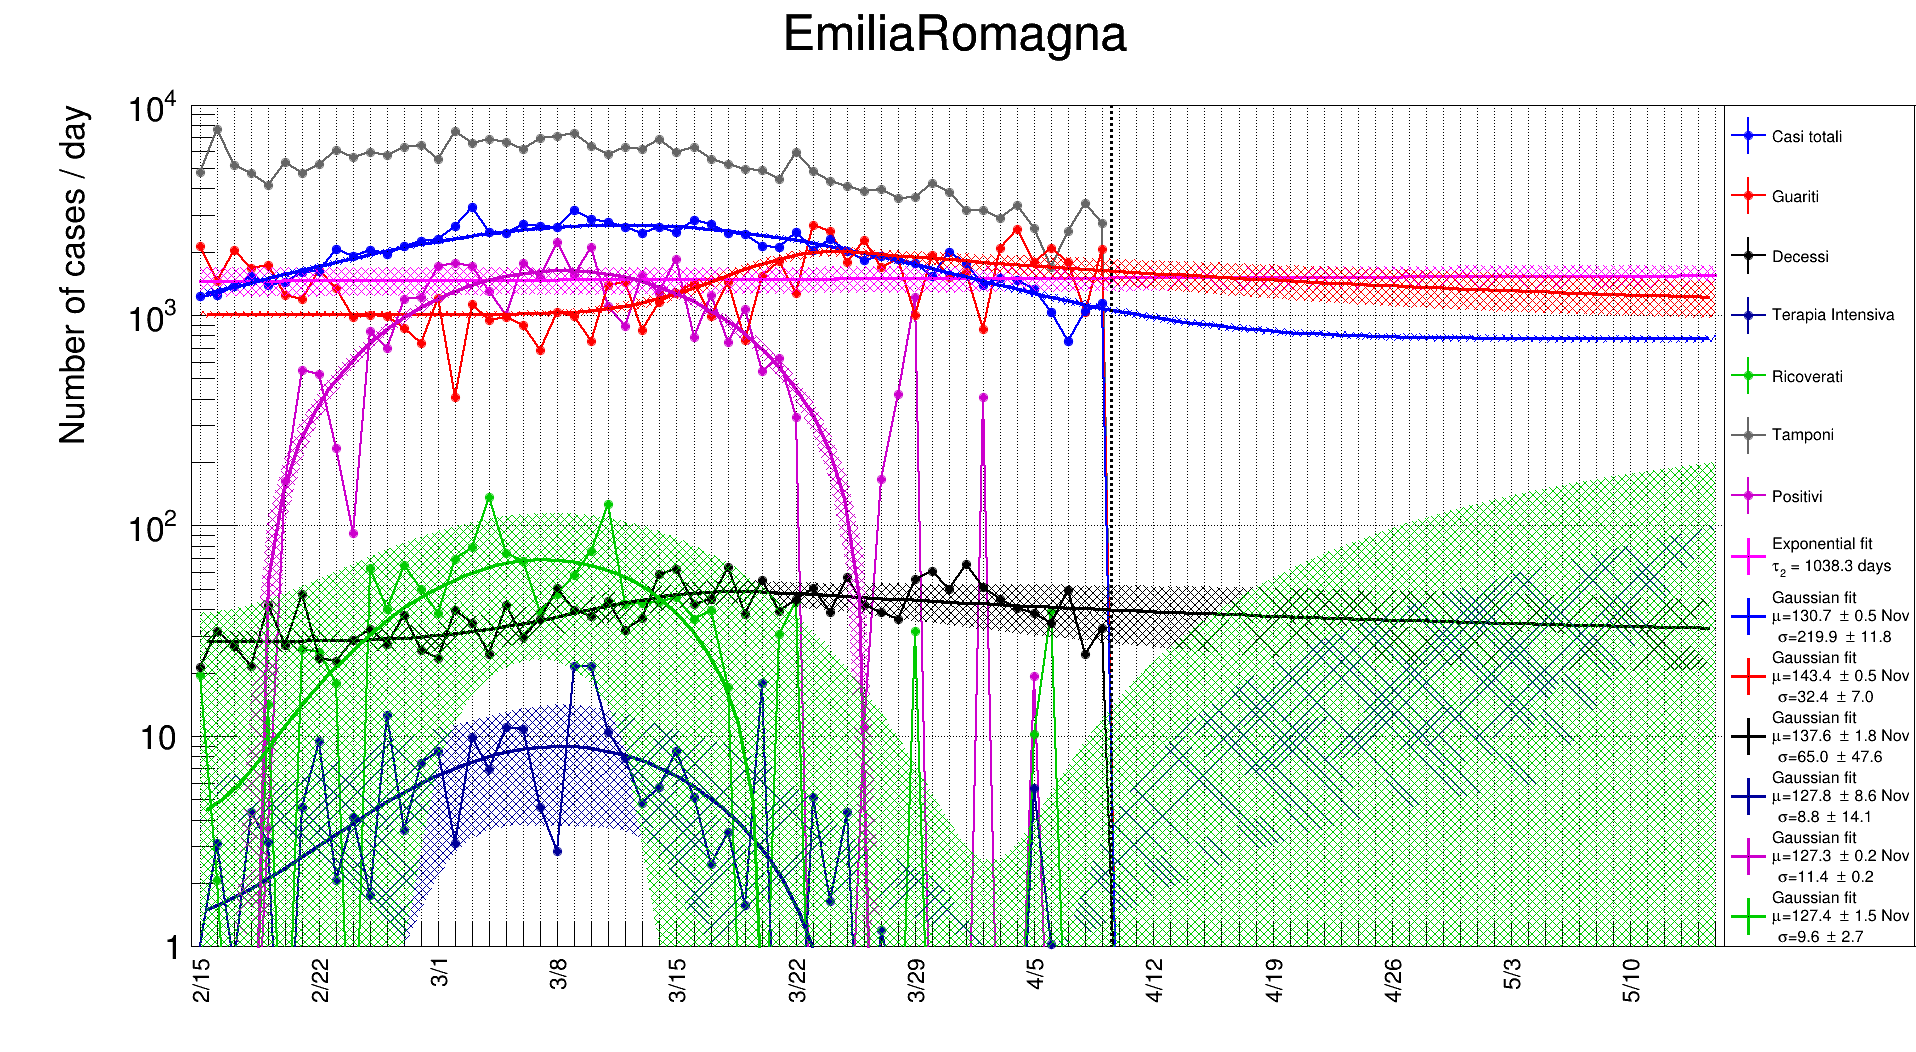 EmiliaRomagna
Number of cases / day
10⁴
10³
10²
10
1
2/15
2/22
3/1
3/8
3/15
3/22
3/29
4/5
4/12
4/19
4/26
5/3
5/10
Casi totali
Guariti
Decessi
Terapia Intensiva
Ricoverati
Tamponi
Positivi
Exponential fit
τ₂ = 1038.3 days
Gaussian fit
μ=130.7 ± 0.5 Nov
σ=219.9 ± 11.8
Gaussian fit
μ=143.4 ± 0.5 Nov
σ=32.4 ± 7.0
Gaussian fit
μ=137.6 ± 1.8 Nov
σ=65.0 ± 47.6
Gaussian fit
μ=127.8 ± 8.6 Nov
σ=8.8 ± 14.1
Gaussian fit
μ=127.3 ± 0.2 Nov
σ=11.4 ± 0.2
Gaussian fit
μ=127.4 ± 1.5 Nov
σ=9.6 ± 2.7